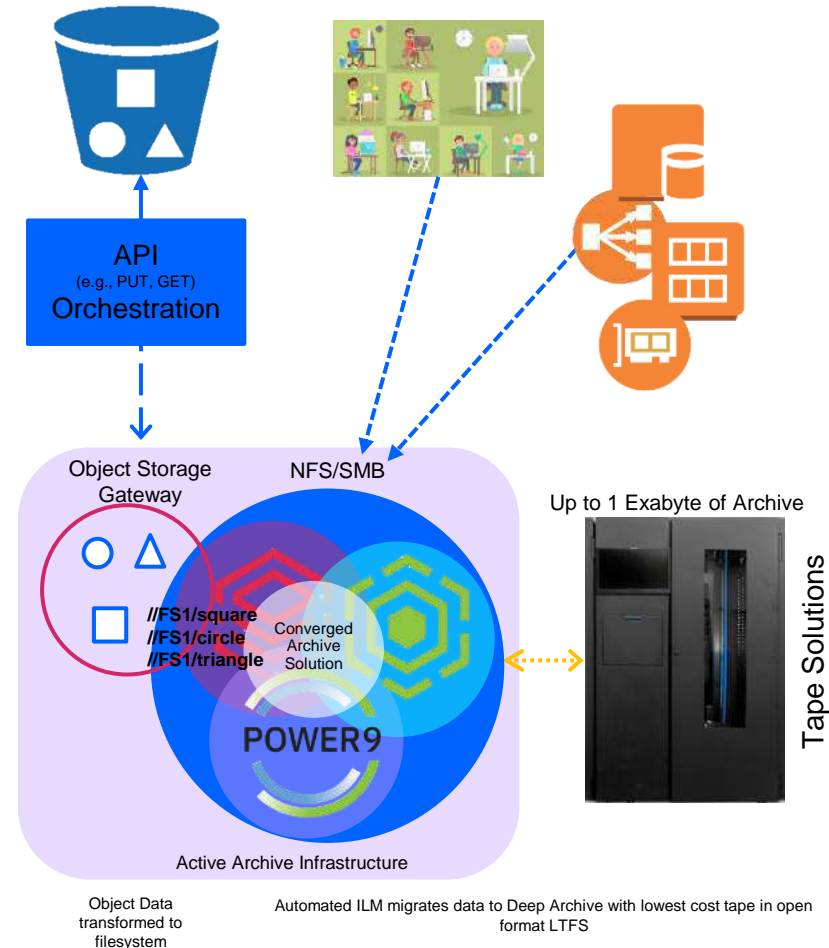 API
(e.g., PUT, GET)
Orchestration
Object Storage
Gateway
NFS/SMB
//FS1/square
//FS1/circle
//FS1/triangle
Converged
Archive
Solution
POWER9
Active Archive Infrastructure
Up to 1 Exabyte of Archive
Tape Solutions
Object Data
transformed to
filesystem
Automated ILM migrates data to Deep Archive with lowest cost tape in open
format LTFS